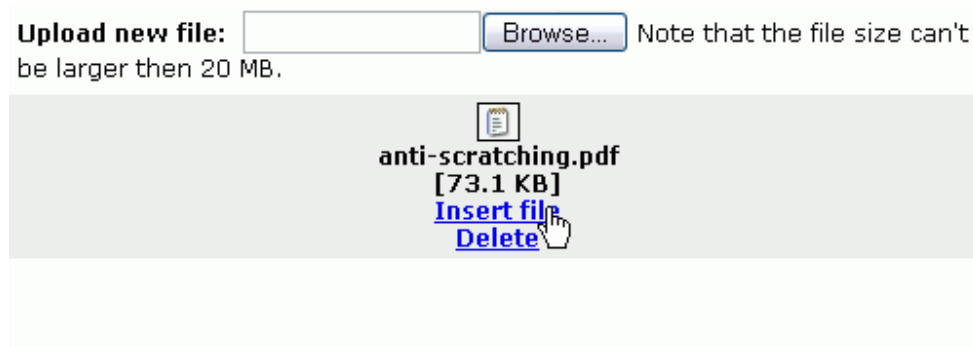 Upload new file: Browse... Note that the file size can't
be larger then 20 MB.
anti-scratching.pdf
[73.1 KB]
Insert file
Delete